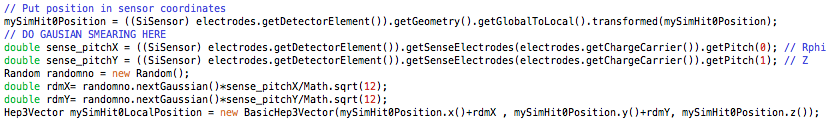 // Put position in sensor coordinates
mySimHit0Position = ((SiSensor) electrodes.getDetectorElement()).getGeometry().getGlobalToLocal().transformed(mySimHit0Position);
// DO GAUSIAN SMEARING HERE
double sense_pitchX = ((SiSensor) electrodes.getDetectorElement()).getSenseElectrodes(electrodes.getChargeCarrier()).getPitch(0); // Rphi
double sense_pitchY = ((SiSensor) electrodes.getDetectorElement()).getSenseElectrodes(electrodes.getChargeCarrier()).getPitch(1); // Z
Random randomno = new Random();
double rdmX= randomno.nextGaussian()*sense_pitchX/Math.sqrt(12);
double rdmY= randomno.nextGaussian()*sense_pitchY/Math.sqrt(12);
Hep3Vector mySimHit0LocalPosition = new BasicHep3Vector(mySimHit0Position.x()+rdmX , mySimHit0Position.y()+rdmY, mySimHit0Position.z());